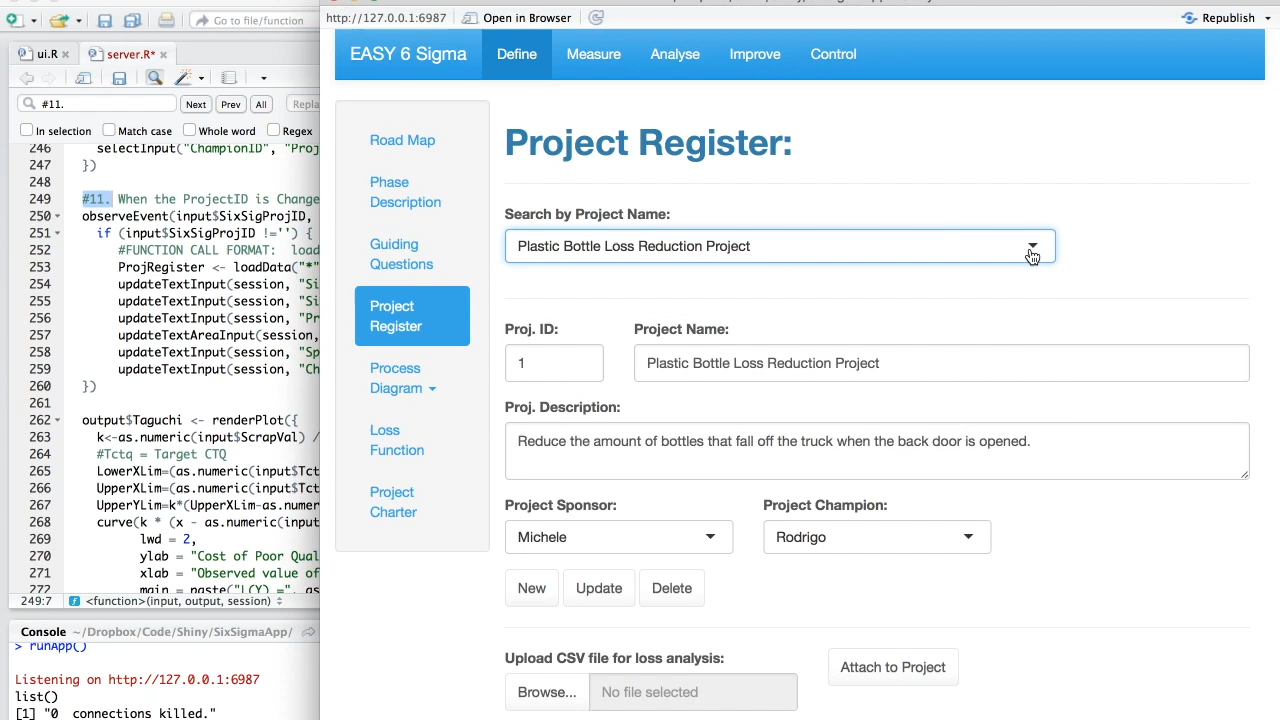 http://127.0.0.1:6987 Open in Browser Republish
Go to file/function
ui.R server.R*
#11. Next Prev All Repla
In selection Match case Whole word Regex
246 selectInput("ChampionID", "Proj
247 })
248
249 #11. When the ProjectID is Change
250 observeEvent(input$SixSigProjID,
251 if (input$SixSigProjID !='') {
252 #FUNCTION CALL FORMAT: load
253 ProjRegister <- loadData("*"
254 updateTextInput(session, "Si
255 updateTextInput(session, "Si
256 updateTextInput(session, "Pr
257 updateTextAreaInput(session,
258 updateTextInput(session, "Sp
259 updateTextInput(session, "Ch
260 })
261
262 output$Taguchi <- renderPlot({
263 k<-as.numeric(input$ScrapVal) /
264 #Tctq = Target CTQ
265 LowerXLim=(as.numeric(input$Tct
266 UpperXLim=(as.numeric(input$Tct
267 UpperYLim=k*(UpperXLim-as.numer
268 curve(k * (x - as.numeric(input
269 lwd = 2,
270 ylab = "Cost of Poor Qual
271 xlab = "Observed value of
272 main = paste("L(Y) =", as
249:7 <function>(input, output, session)
Console ~/Dropbox/Code/Shiny/SixSigmaApp/
> runApp()
Listening on http://127.0.0.1:6987
list()
[1] "0 connections killed."
EASY 6 Sigma Define Measure Analyse Improve Control
Road Map
Phase
Description
Guiding
Questions
Project
Register
Process
Diagram
Loss
Function
Project
Charter
Project Register:
Search by Project Name:
Plastic Bottle Loss Reduction Project
Proj. ID: Project Name:
1 Plastic Bottle Loss Reduction Project
Proj. Description:
Reduce the amount of bottles that fall off the truck when the back door is opened.
Project Sponsor: Project Champion:
Michele Rodrigo
New Update Delete
Upload CSV file for loss analysis:
Browse... No file selected
Attach to Project